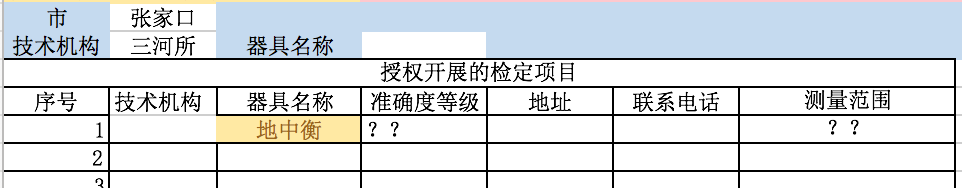 市 张家口
技术机构 三河所 器具名称
授权开展的检定项目
序号 技术机构 器具名称 准确度等级 地址 联系电话 测量范围
1 地中衡 ？？ ？？
2
3